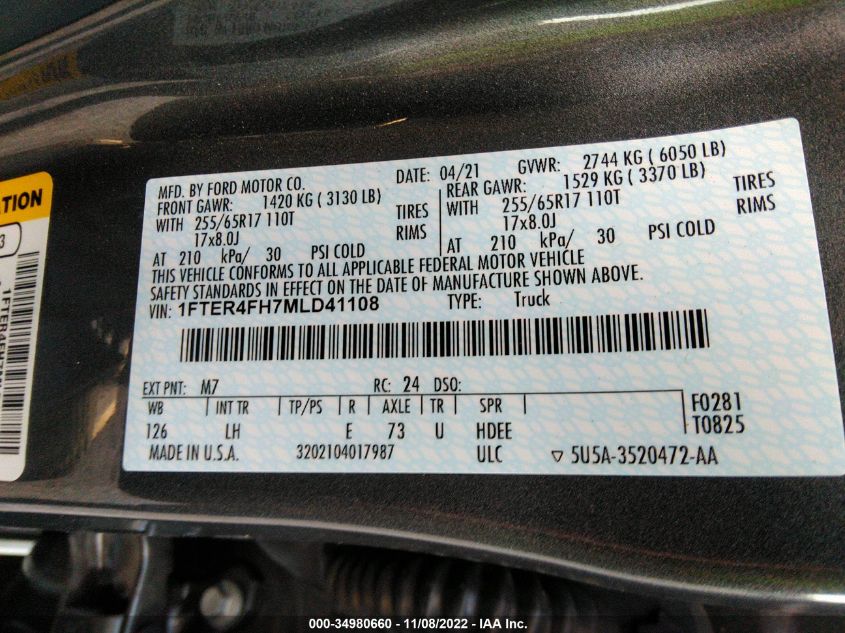 MFD. BY FORD MOTOR CO. DATE: 04/21 GVWR: 2744 KG ( 6050 LB)
FRONT GAWR: 1420 KG ( 3130 LB) REAR GAWR: 1529 KG ( 3370 LB)
WITH 255/65R17 110T TIRES WITH 255/65R17 110T TIRES
17x8.0J RIMS 17x8.0J RIMS
AT 210 kPa/ 30 PSI COLD AT 210 kPa/ 30 PSI COLD
THIS VEHICLE CONFORMS TO ALL APPLICABLE FEDERAL MOTOR VEHICLE
SAFETY STANDARDS IN EFFECT ON THE DATE OF MANUFACTURE SHOWN ABOVE.
VIN: 1FTER4FH7MLD41108 TYPE: Truck
EXT PNT: M7 RC: 24 DSO:
WB INT TR TP/PS R AXLE TR SPR F0281
126 LH E 73 U HDEE T0825
MADE IN U.S.A. 3202104017987 ULC ▽ 5U5A-3520472-AA
ATION
3
000-34980660 - 11/08/2022 - IAA Inc.